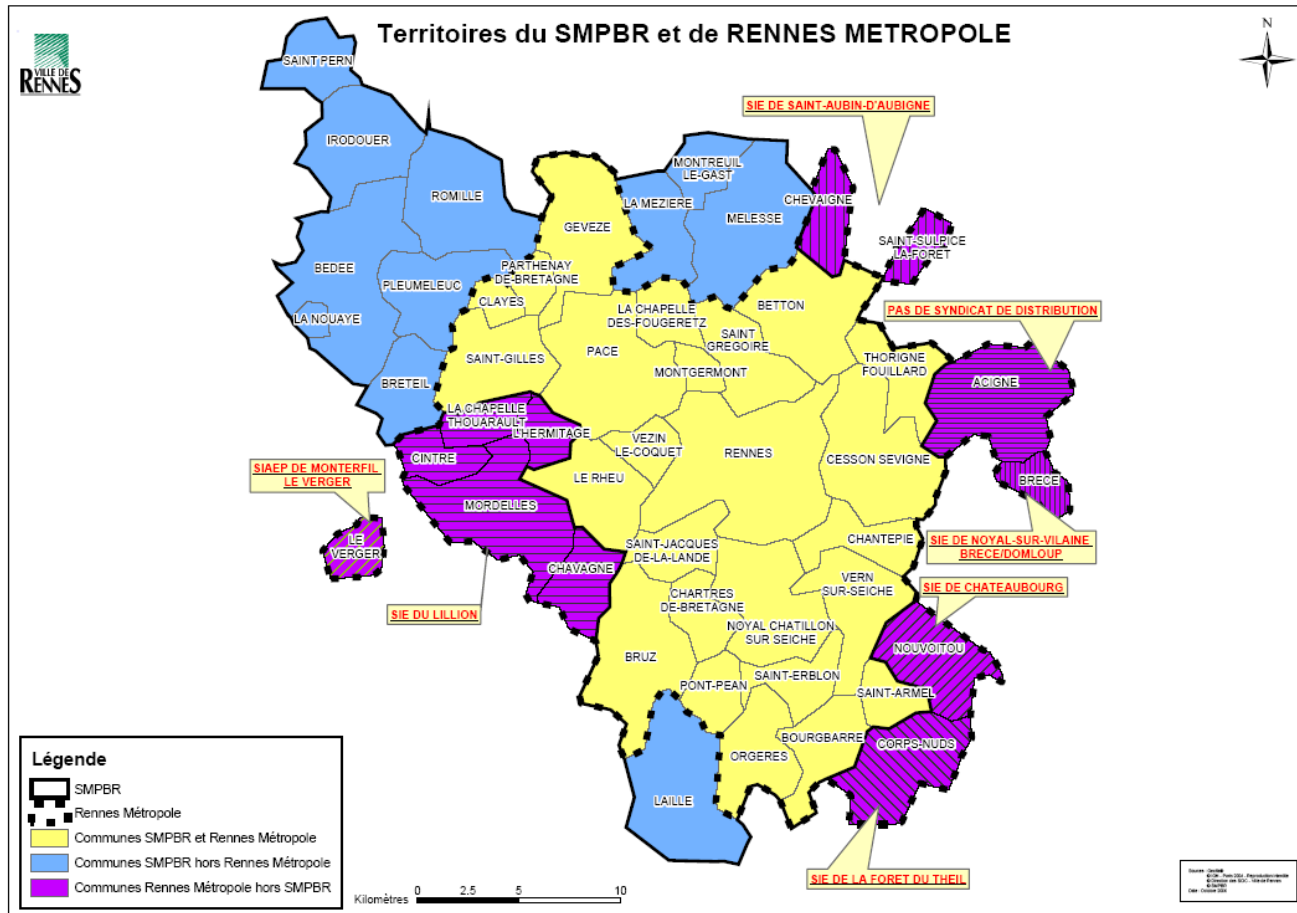 Territoires du SMPBR et de RENNES METROPOLE
N
VILLE DE
RENNES
SAINT PERN
SIE DE SAINT-AUBIN-D'AUBIGNE
IRODOUER
MONTREUIL
LE-GAST
ROMILLE
LA MEZIERE
CHEVAIGNE
MELESSE
GEVEZE
SAINT-SULPICE
LA-FORET
BEDEE
PARTHENAY
DE-BRETAGNE
PLEUMELEUC
CLAYES
BETTON
LA CHAPELLE
DES-FOUGERETZ
PAS DE SYNDICAT DE DISTRIBUTION
LA NOUAYE
SAINT
GREGOIRE
SAINT-GILLES
PACE
THORIGNE
FOUILLARD
MONTGERMONT
ACIGNE
BRETEIL
LA CHAPELLE
THOUARAULT
L'HERMITAGE
VEZIN
LE-COQUET
RENNES
CINTRE
CESSON SEVIGNE
SIAEP DE MONTERFIL
LE VERGER
LE RHEU
BRECE
MORDELLES
LE
VERGER
SAINT-JACQUES
DE-LA-LANDE
CHANTEPIE
SIE DE NOYAL-SUR-VILAINE
BRECE/DOMLOUP
CHAVAGNE
VERN
SUR-SEICHE
SIE DE CHATEAUBOURG
CHARTRES
DE-BRETAGNE
SIE DU LILLION
NOYAL CHATILLON
SUR SEICHE
NOUVOITOU
BRUZ
SAINT-ERBLON
PONT-PEAN
SAINT-ARMEL
BOURGBARRE
CORPS-NUDS
ORGERES
LAILLE
SIE DE LA FORET DU THEIL
Légende
SMPBR
Rennes Métropole
Communes SMPBR et Rennes Métropole
Communes SMPBR hors Rennes Métropole
Communes Rennes Métropole hors SMPBR
Kilomètres
0 2.5 5 10